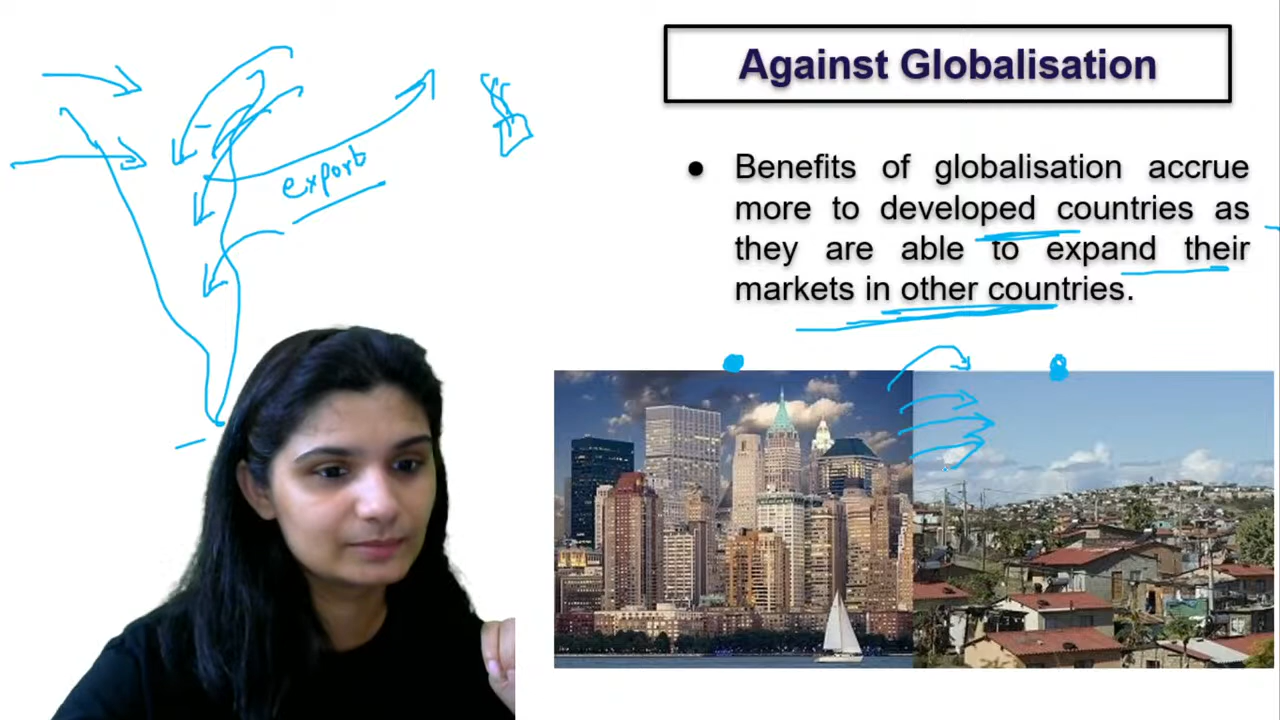 Against Globalisation
export
● Benefits of globalisation accrue
more to developed countries as
they are able to expand their
markets in other countries.